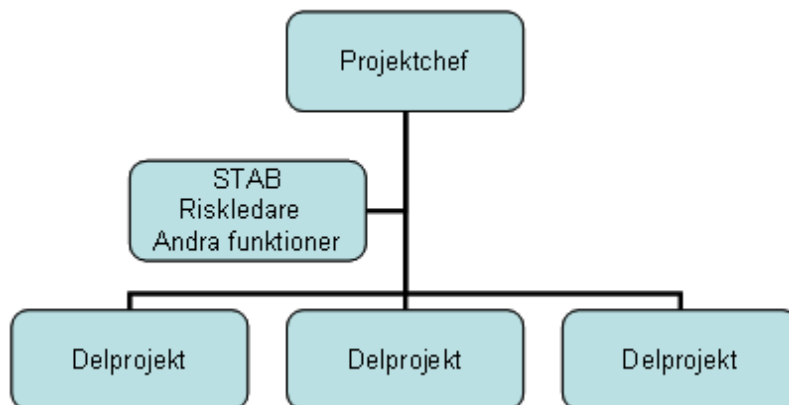 Projektchef
STAB
Riskledare
Andra funktioner
Delprojekt
Delprojekt
Delprojekt